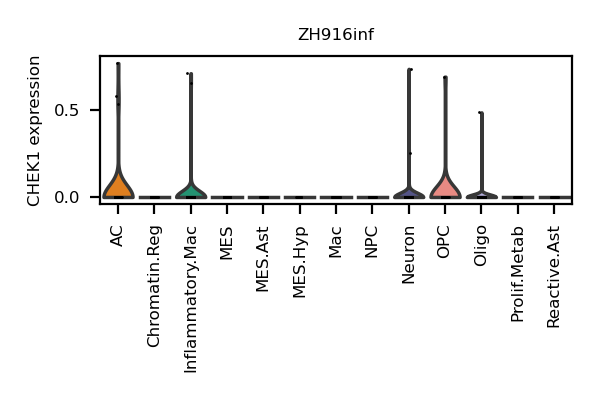 ZH916inf
CHEK1 expression
0.5
0.0
AC
Chromatin.Reg
Inflammatory.Mac
MES
MES.Ast
MES.Hyp
Mac
NPC
Neuron
OPC
Oligo
Prolif.Metab
Reactive.Ast